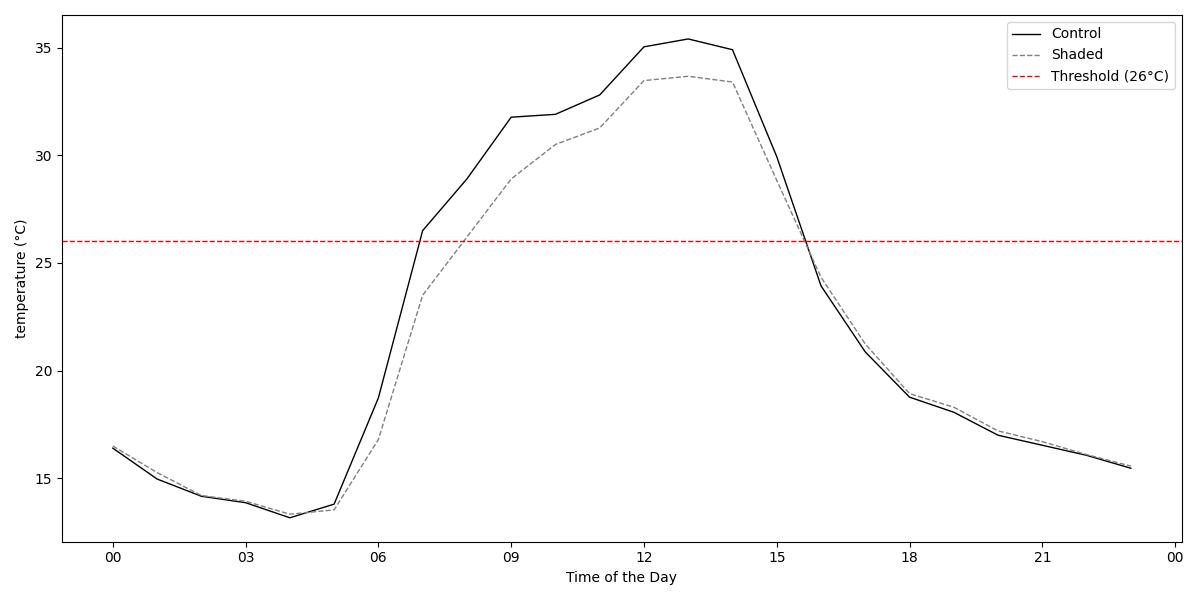 Control
Shaded
Threshold (26°C)
35
30
25
20
15
temperature (°C)
00 03 06 09 12 15 18 21 00
Time of the Day